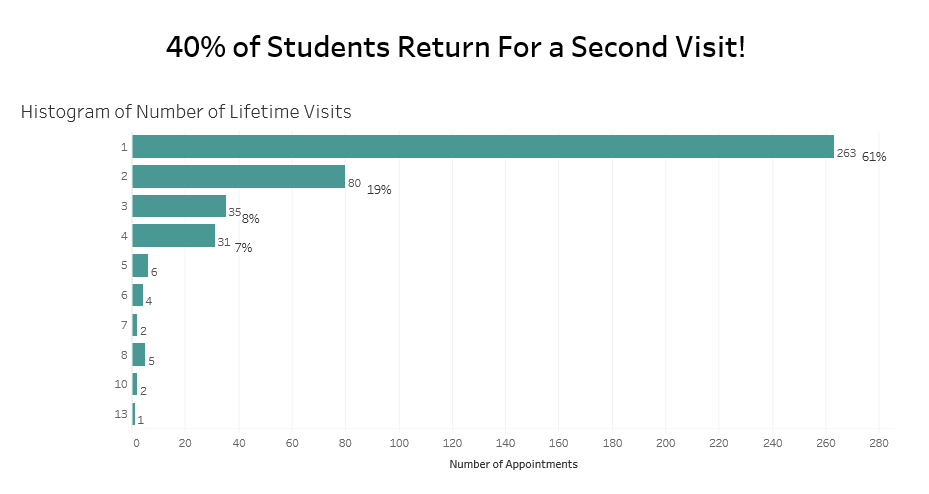 40% of Students Return For a Second Visit!
Histogram of Number of Lifetime Visits
1 263 61%
2 80 19%
3 35 8%
4 31 7%
5 6
6 4
7 2
8 5
10 2
13 1
0 20 40 60 80 100 120 140 160 180 200 220 240 260 280
Number of Appointments